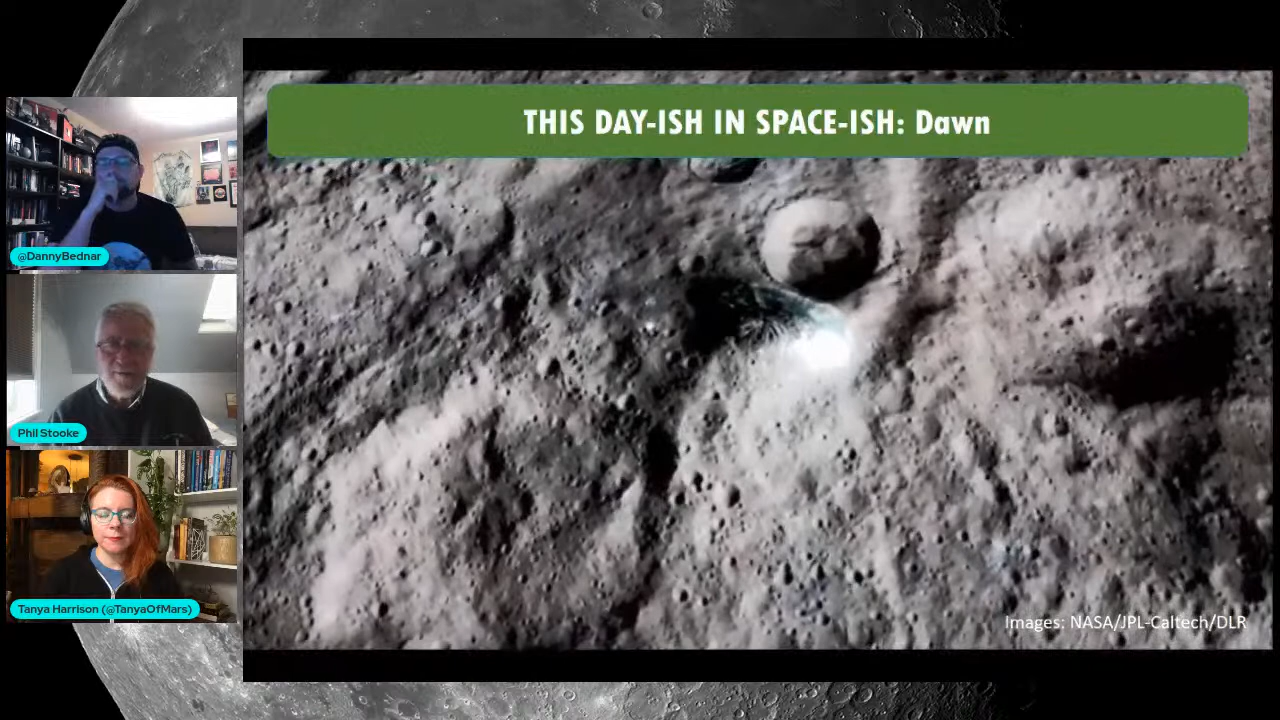 THIS DAY-ISH IN SPACE-ISH: Dawn
@DannyBednar
Phil Stooke
Tanya Harrison (@TanyaOfMars)
Images: NASA/JPL-Caltech/DLR